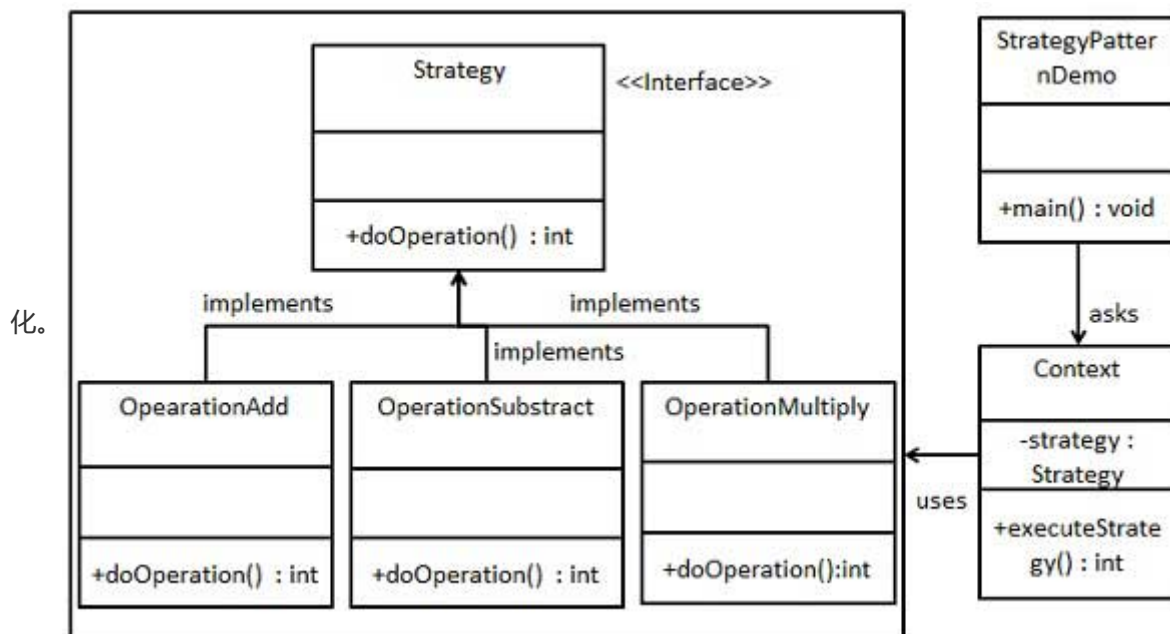 Strategy
<<Interface>>
+doOperation() : int
implements
implements
implements
OpearationAdd
+doOperation() : int
OperationSubstract
+doOperation() : int
OperationMultiply
+doOperation():int
StrategyPatter
nDemo
+main() : void
asks
Context
-strategy :
Strategy
+executeStrate
gy() : int
uses
化。